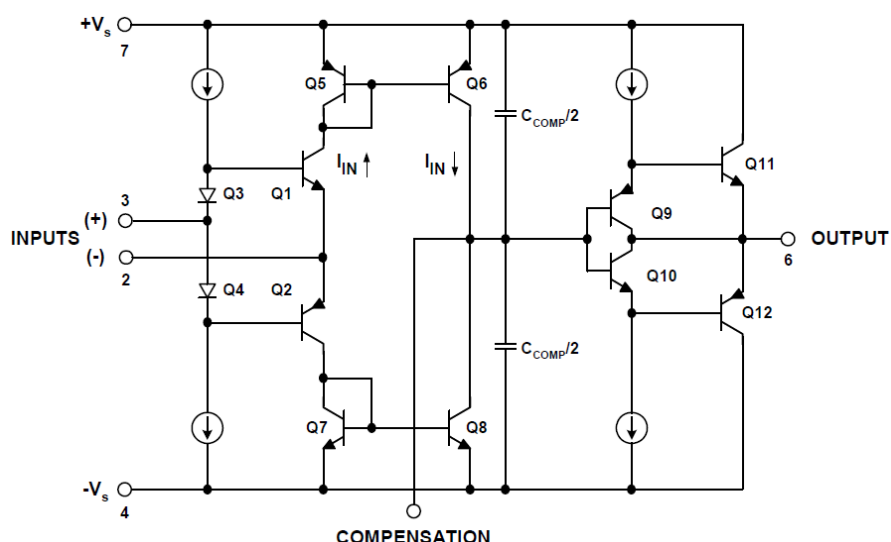 +Vs
7
Q5
Q6
CCOMP/2
IIN
IIN
Q11
3
(+)
Q3
Q1
Q9
INPUTS
OUTPUT
(-)
6
2
Q4
Q2
Q10
Q12
CCOMP/2
Q7
Q8
-Vs
4
COMPENSATION